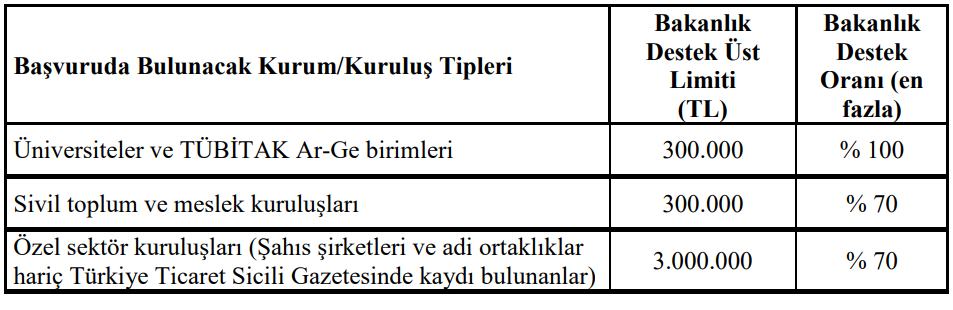 Başvuruda Bulunacak Kurum/Kuruluş Tipleri
Bakanlık
Destek Üst
Limiti
(TL)
Bakanlık
Destek
Oranı (en
fazla)
Üniversiteler ve TÜBİTAK Ar-Ge birimleri
300.000
% 100
Sivil toplum ve meslek kuruluşları
300.000
% 70
Özel sektör kuruluşları (Şahıs şirketleri ve adi ortaklıklar
hariç Türkiye Ticaret Sicili Gazetesinde kaydı bulunanlar)
3.000.000
% 70